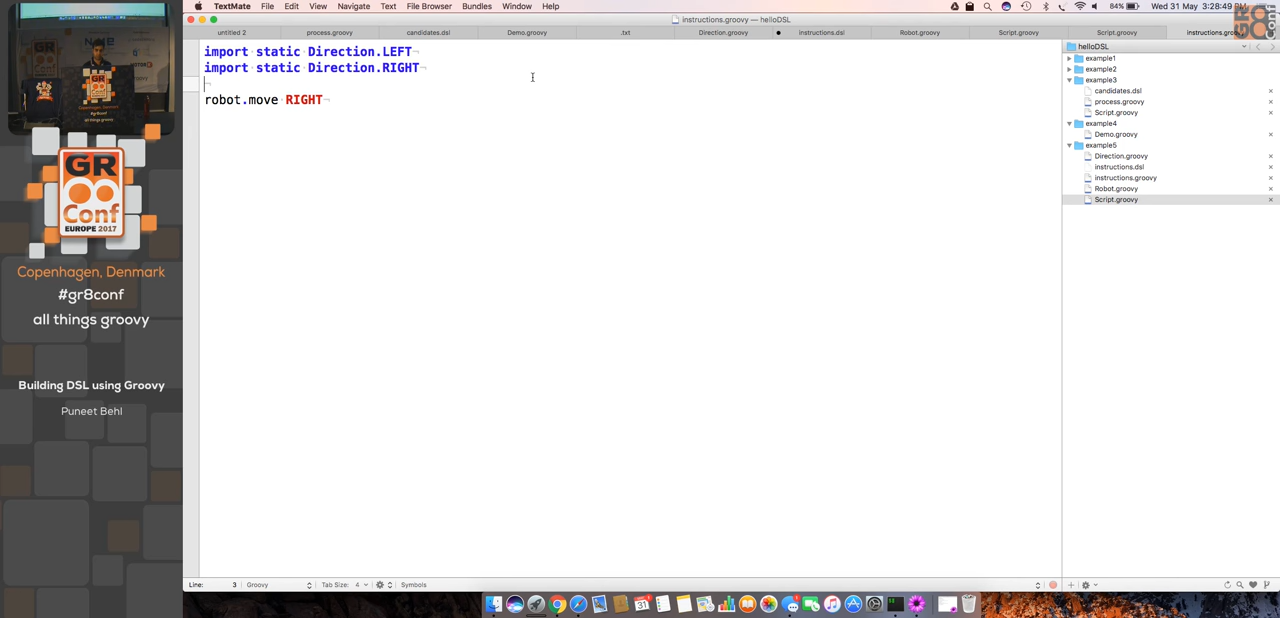 TextMate File Edit View Navigate Text File Browser Bundles Window Help
84% Wed 31 May 3:28:49 PM
instructions.groovy — helloDSL
untitled 2 process.groovy candidates.dsl Demo.groovy .txt Direction.groovy instructions.dsl Robot.groovy Script.groovy Script.groovy instructions.groovy
import static Direction.LEFT
import static Direction.RIGHT
robot.move RIGHT
helloDSL
example1
example2
example3
candidates.dsl
process.groovy
Script.groovy
example4
Demo.groovy
example5
Direction.groovy
instructions.dsl
instructions.groovy
Robot.groovy
Script.groovy
GR
Conf
EUROPE 2017
Copenhagen, Denmark
#gr8conf
all things groovy
Building DSL using Groovy
Puneet Behl
Line: 3 Groovy Tab Size: 4 Symbols